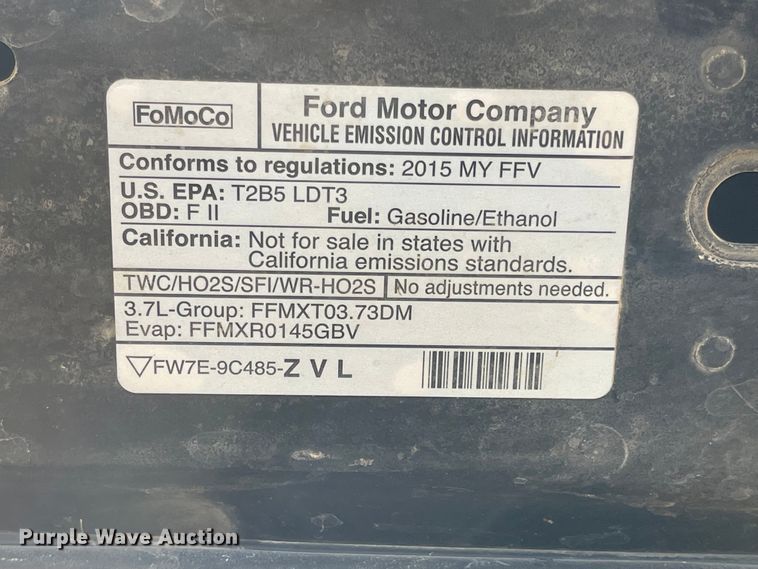 FoMoCo
Ford Motor Company
VEHICLE EMISSION CONTROL INFORMATION
Conforms to regulations: 2015 MY FFV
U.S. EPA: T2B5 LDT3
OBD: F II Fuel: Gasoline/Ethanol
California: Not for sale in states with
California emissions standards.
TWC/HO2S/SFI/WR-HO2S No adjustments needed.
3.7L-Group: FFMXT03.73DM
Evap: FFMXR0145GBV
FW7E-9C485-Z V L
Purple Wave Auction